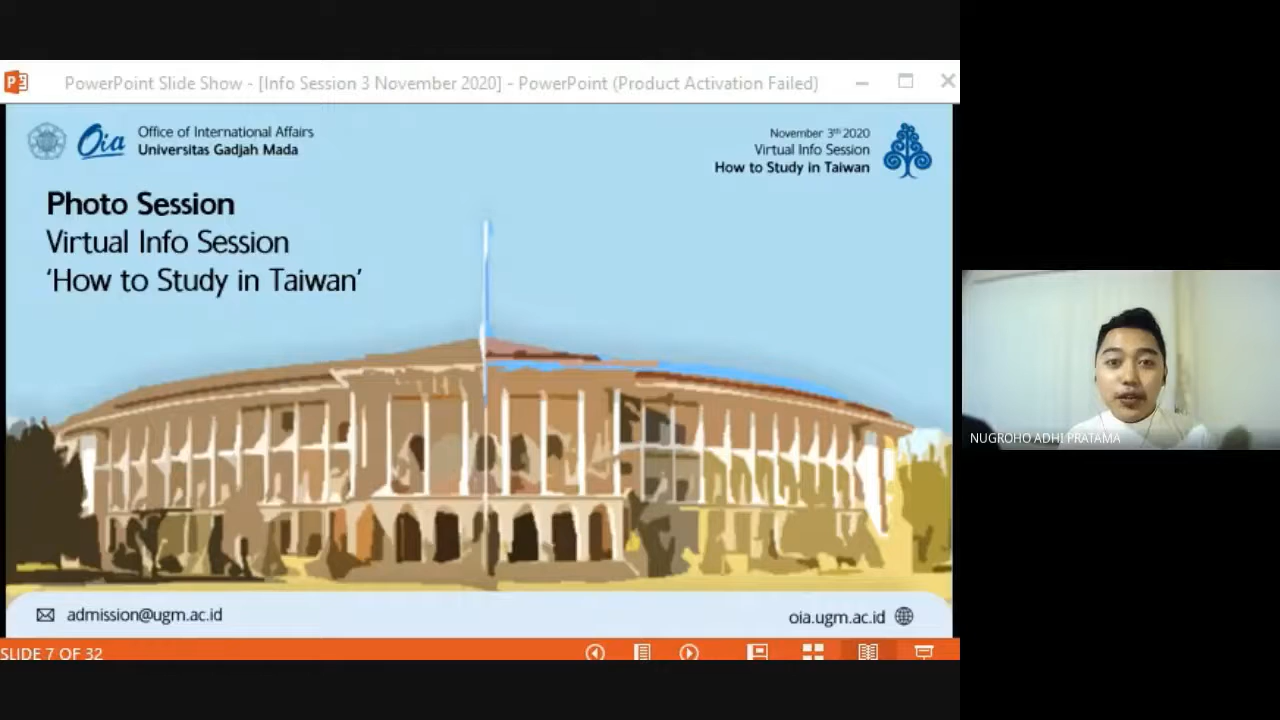 PowerPoint Slide Show - [Info Session 3 November 2020] - PowerPoint (Product Activation Failed)
Oia
Office of International Affairs
Universitas Gadjah Mada
November 3th 2020
Virtual Info Session
How to Study in Taiwan
Photo Session
Virtual Info Session
‘How to Study in Taiwan’
NUGROHO ADHI PRATAMA
admission@ugm.ac.id
oia.ugm.ac.id
SLIDE 7 OF 32